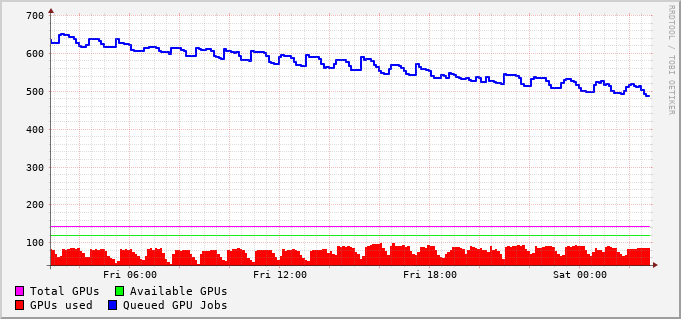 700
600
500
400
300
200
100
Fri 06:00 Fri 12:00 Fri 18:00 Sat 00:00
Total GPUs Available GPUs
GPUs used Queued GPU Jobs
RRDTOOL / TOBI OETIKER